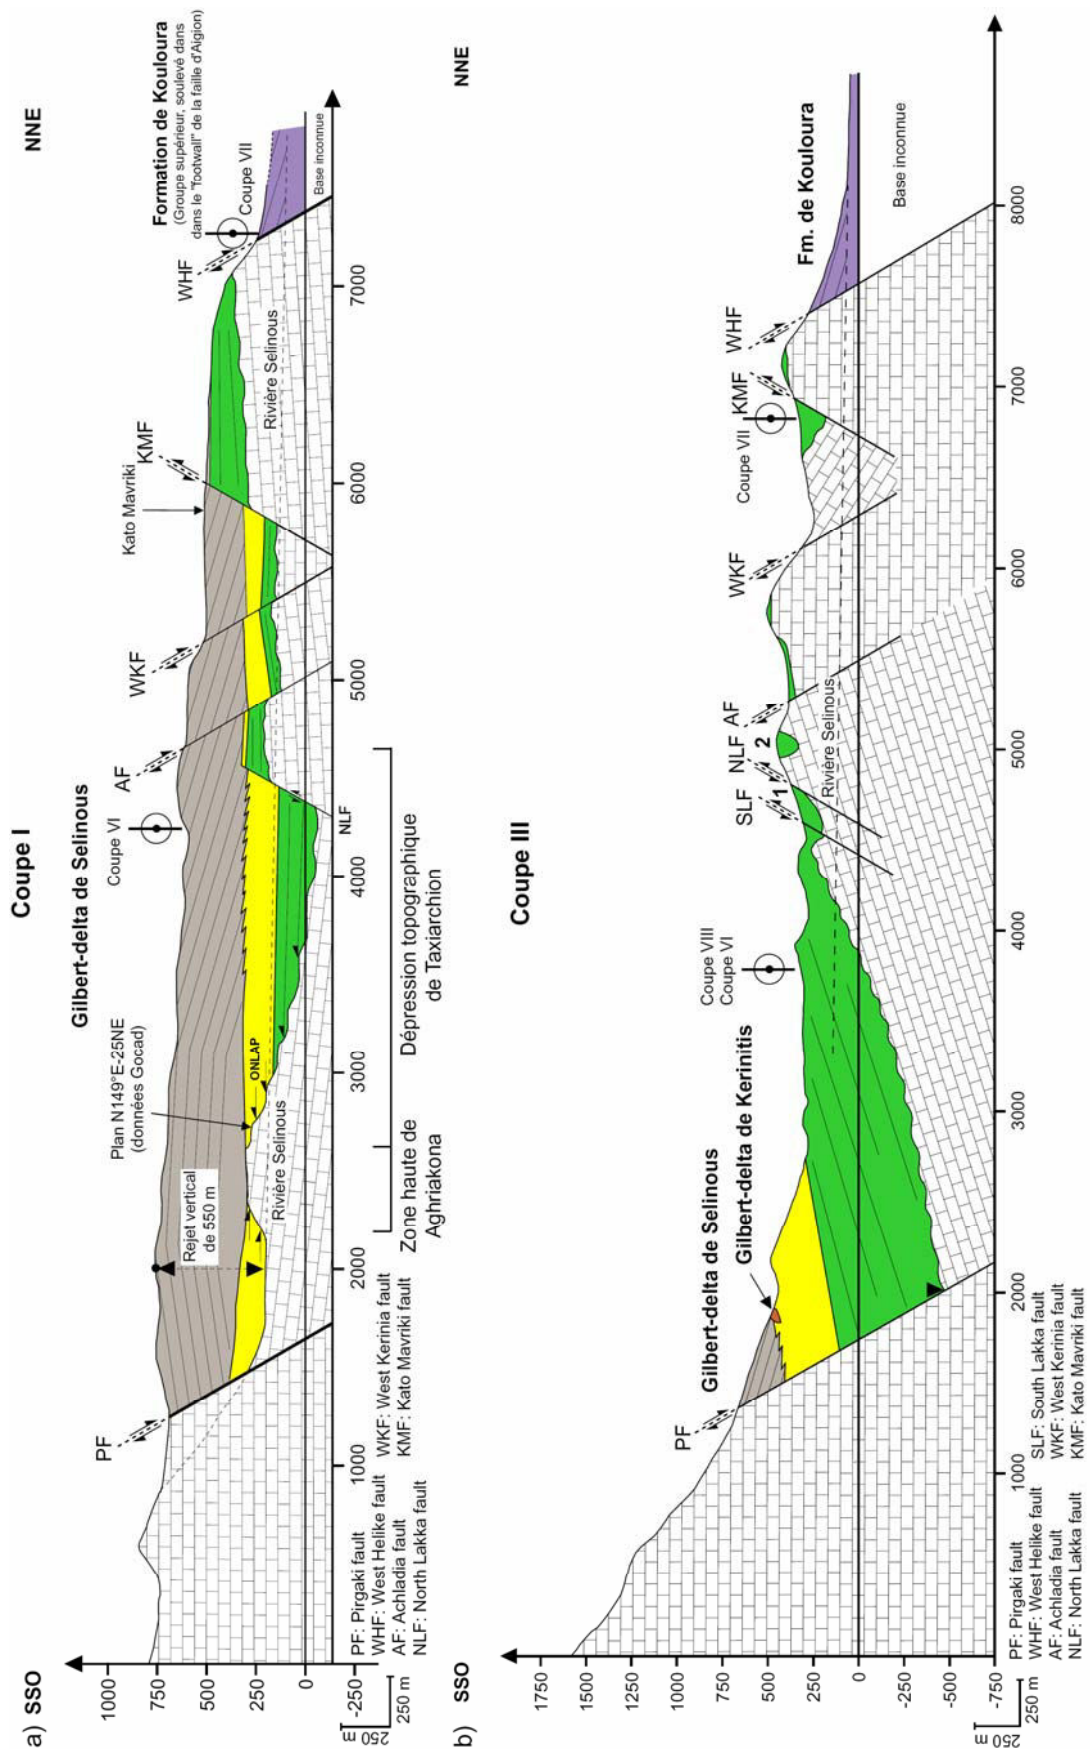 a) SSO
Coupe I
NNE
Gilbert-delta de Selinous
Formation de Kouloura
(Groupe supérieur, soulevé dans
dans le "footwall" de la faille d'Aigion)
Coupe VII
WHF
KMF
Kato Mavriki
WKF
AF
Coupe VI
Plan N149°E-25NE
(données Gocad)
Rejet vertical
de 550 m
PF
ONLAP
Rivière Selinous
Rivière Selinous
NLF
Base inconnue
1000
750
500
250
0
-250
1000
2000
3000
4000
5000
6000
7000
Zone haute de
Aghriakona
Dépression topographique
de Taxiarchion
250 m
250 m
PF: Pirgaki fault
WHF: West Helike fault
AF: Achladia fault
NLF: North Lakka fault
WKF: West Kerinia fault
KMF: Kato Mavriki fault
b) SSO
Coupe III
NNE
Gilbert-delta de Selinous
Gilbert-delta de Kerinitis
Coupe VIII
Coupe VI
SLF
1
NLF
2
AF
WKF
Coupe VII
KMF
WHF
Fm. de Kouloura
PF
Rivière Selinous
Base inconnue
1750
1500
1250
1000
750
500
250
0
-250
-500
-750
1000
2000
3000
4000
5000
6000
7000
8000
250 m
250 m
PF: Pirgaki fault
WHF: West Helike fault
AF: Achladia fault
NLF: North Lakka fault
SLF: South Lakka fault
WKF: West Kerinia fault
KMF: Kato Mavriki fault